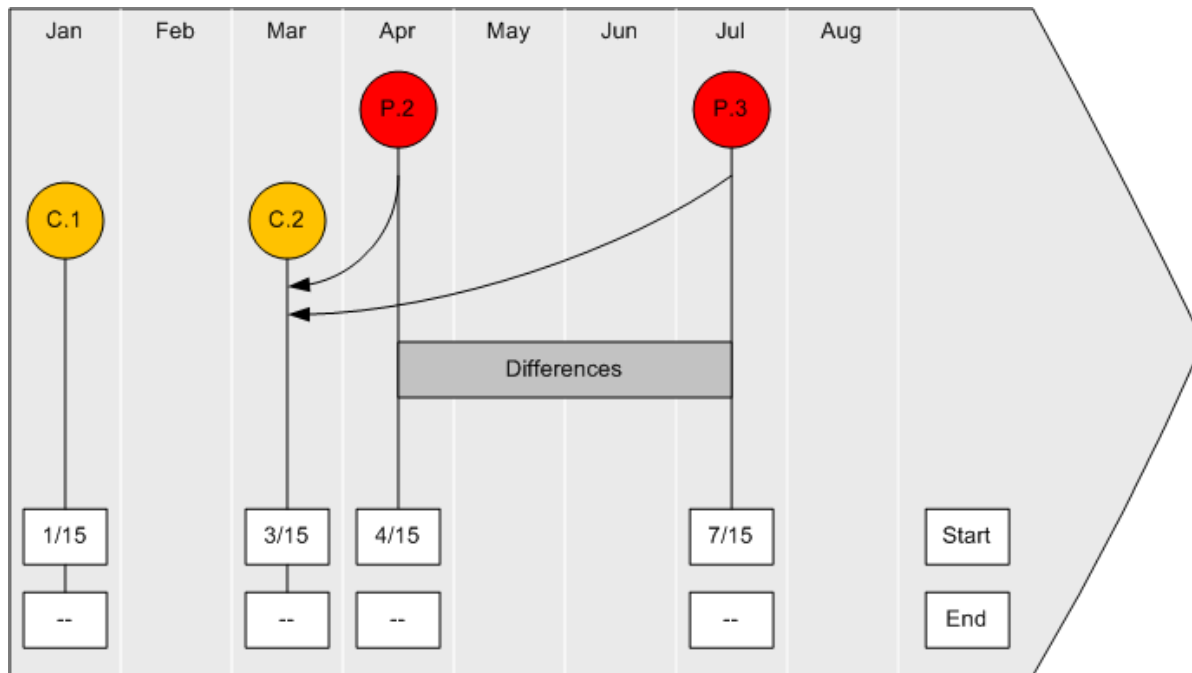 Jan Feb Mar Apr May Jun Jul Aug
P.2 P.3
C.1 C.2
Differences
1/15 3/15 4/15 7/15 Start
-- -- -- -- End